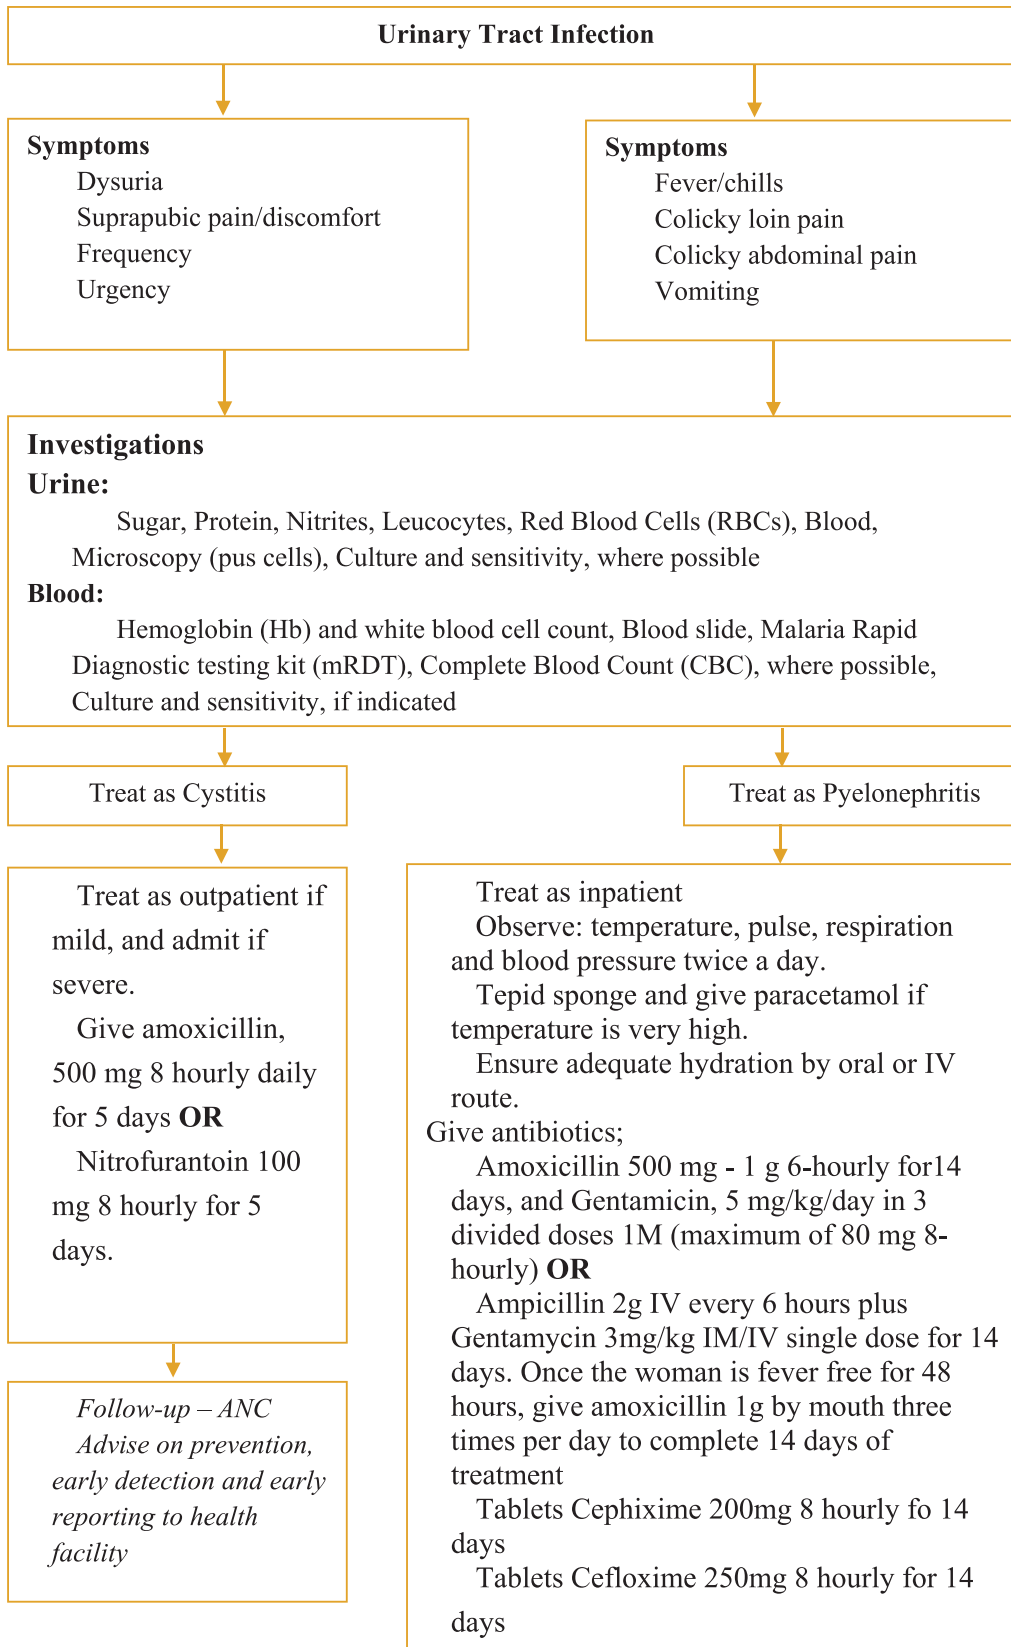 Urinary Tract Infection
Symptoms
Dysuria
Suprapubic pain/discomfort
Frequency
Urgency
Symptoms
Fever/chills
Colicky loin pain
Colicky abdominal pain
Vomiting
Investigations
Urine:
Sugar, Protein, Nitrites, Leucocytes, Red Blood Cells (RBCs), Blood,
Microscopy (pus cells), Culture and sensitivity, where possible
Blood:
Hemoglobin (Hb) and white blood cell count, Blood slide, Malaria Rapid
Diagnostic testing kit (mRDT), Complete Blood Count (CBC), where possible,
Culture and sensitivity, if indicated
Treat as Cystitis
Treat as outpatient if
mild, and admit if
severe.
Give amoxicillin,
500 mg 8 hourly daily
for 5 days OR
Nitrofurantoin 100
mg 8 hourly for 5
days.
Follow-up – ANC
Advise on prevention,
early detection and early
reporting to health
facility
Treat as Pyelonephritis
Treat as inpatient
Observe: temperature, pulse, respiration
and blood pressure twice a day.
Tepid sponge and give paracetamol if
temperature is very high.
Ensure adequate hydration by oral or IV
route.
Give antibiotics;
Amoxicillin 500 mg - 1 g 6-hourly for14
days, and Gentamicin, 5 mg/kg/day in 3
divided doses 1M (maximum of 80 mg 8-
hourly) OR
Ampicillin 2g IV every 6 hours plus
Gentamycin 3mg/kg IM/IV single dose for 14
days. Once the woman is fever free for 48
hours, give amoxicillin 1g by mouth three
times per day to complete 14 days of
treatment
Tablets Cephixime 200mg 8 hourly fo 14
days
Tablets Cefloxime 250mg 8 hourly for 14
days